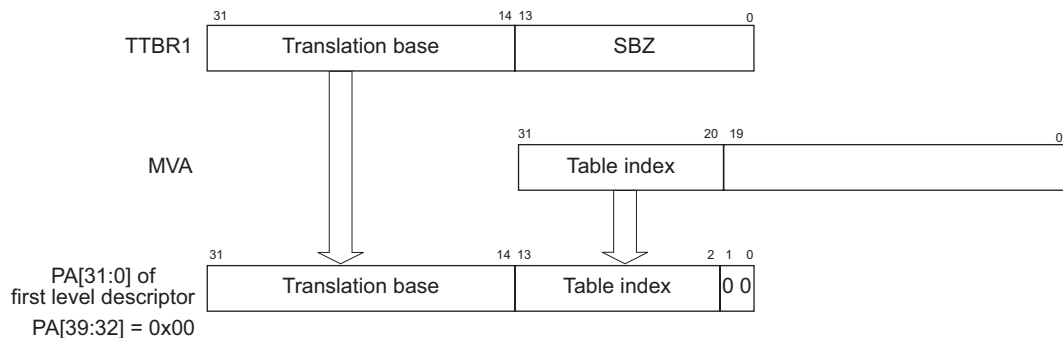 31 14 13 0
TTBR1 Translation base SBZ
31 20 19 0
MVA Table index
31 14 13 2 1 0
PA[31:0] of
first level descriptor Translation base Table index 0 0
PA[39:32] = 0x00